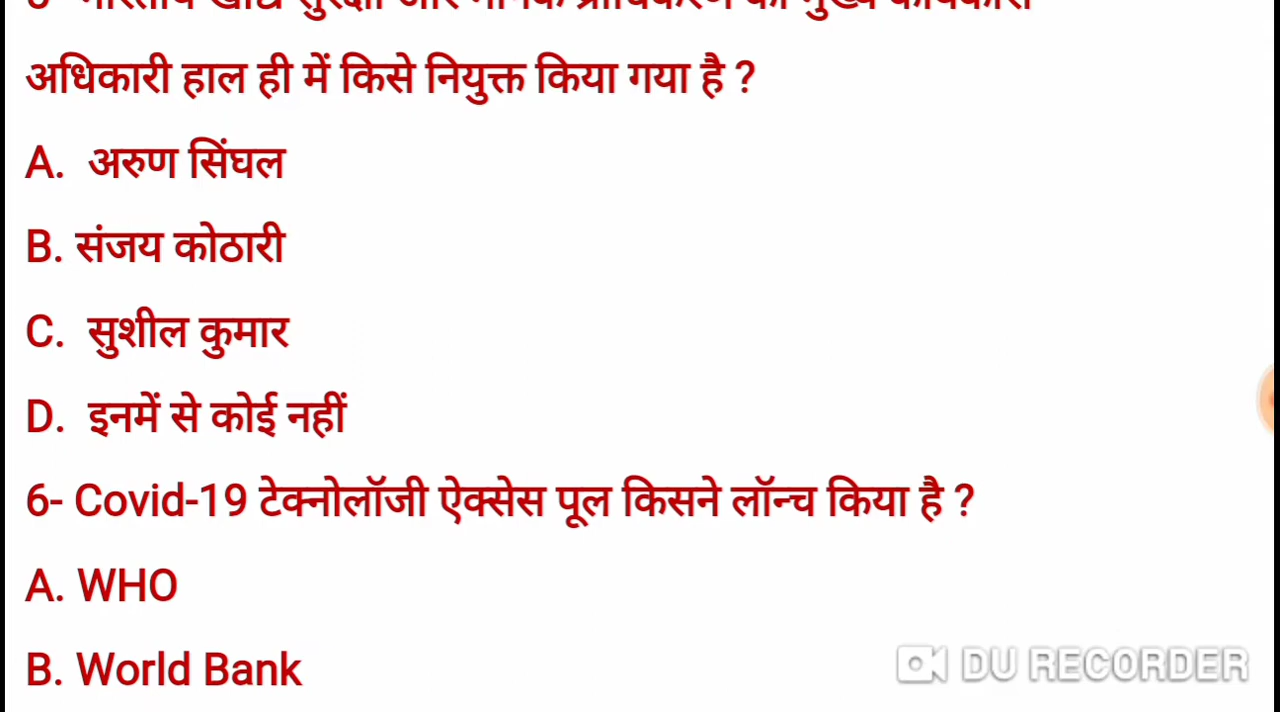 अधिकारी हाल ही में किसे नियुक्त किया गया है ?
A. अरुण सिंघल
B. संजय कोठारी
C. सुशील कुमार
D. इनमें से कोई नहीं
6- Covid-19 टेक्नोलॉजी ऐक्सेस पूल किसने लॉन्च किया है ?
A. WHO
B. World Bank
DU RECORDER